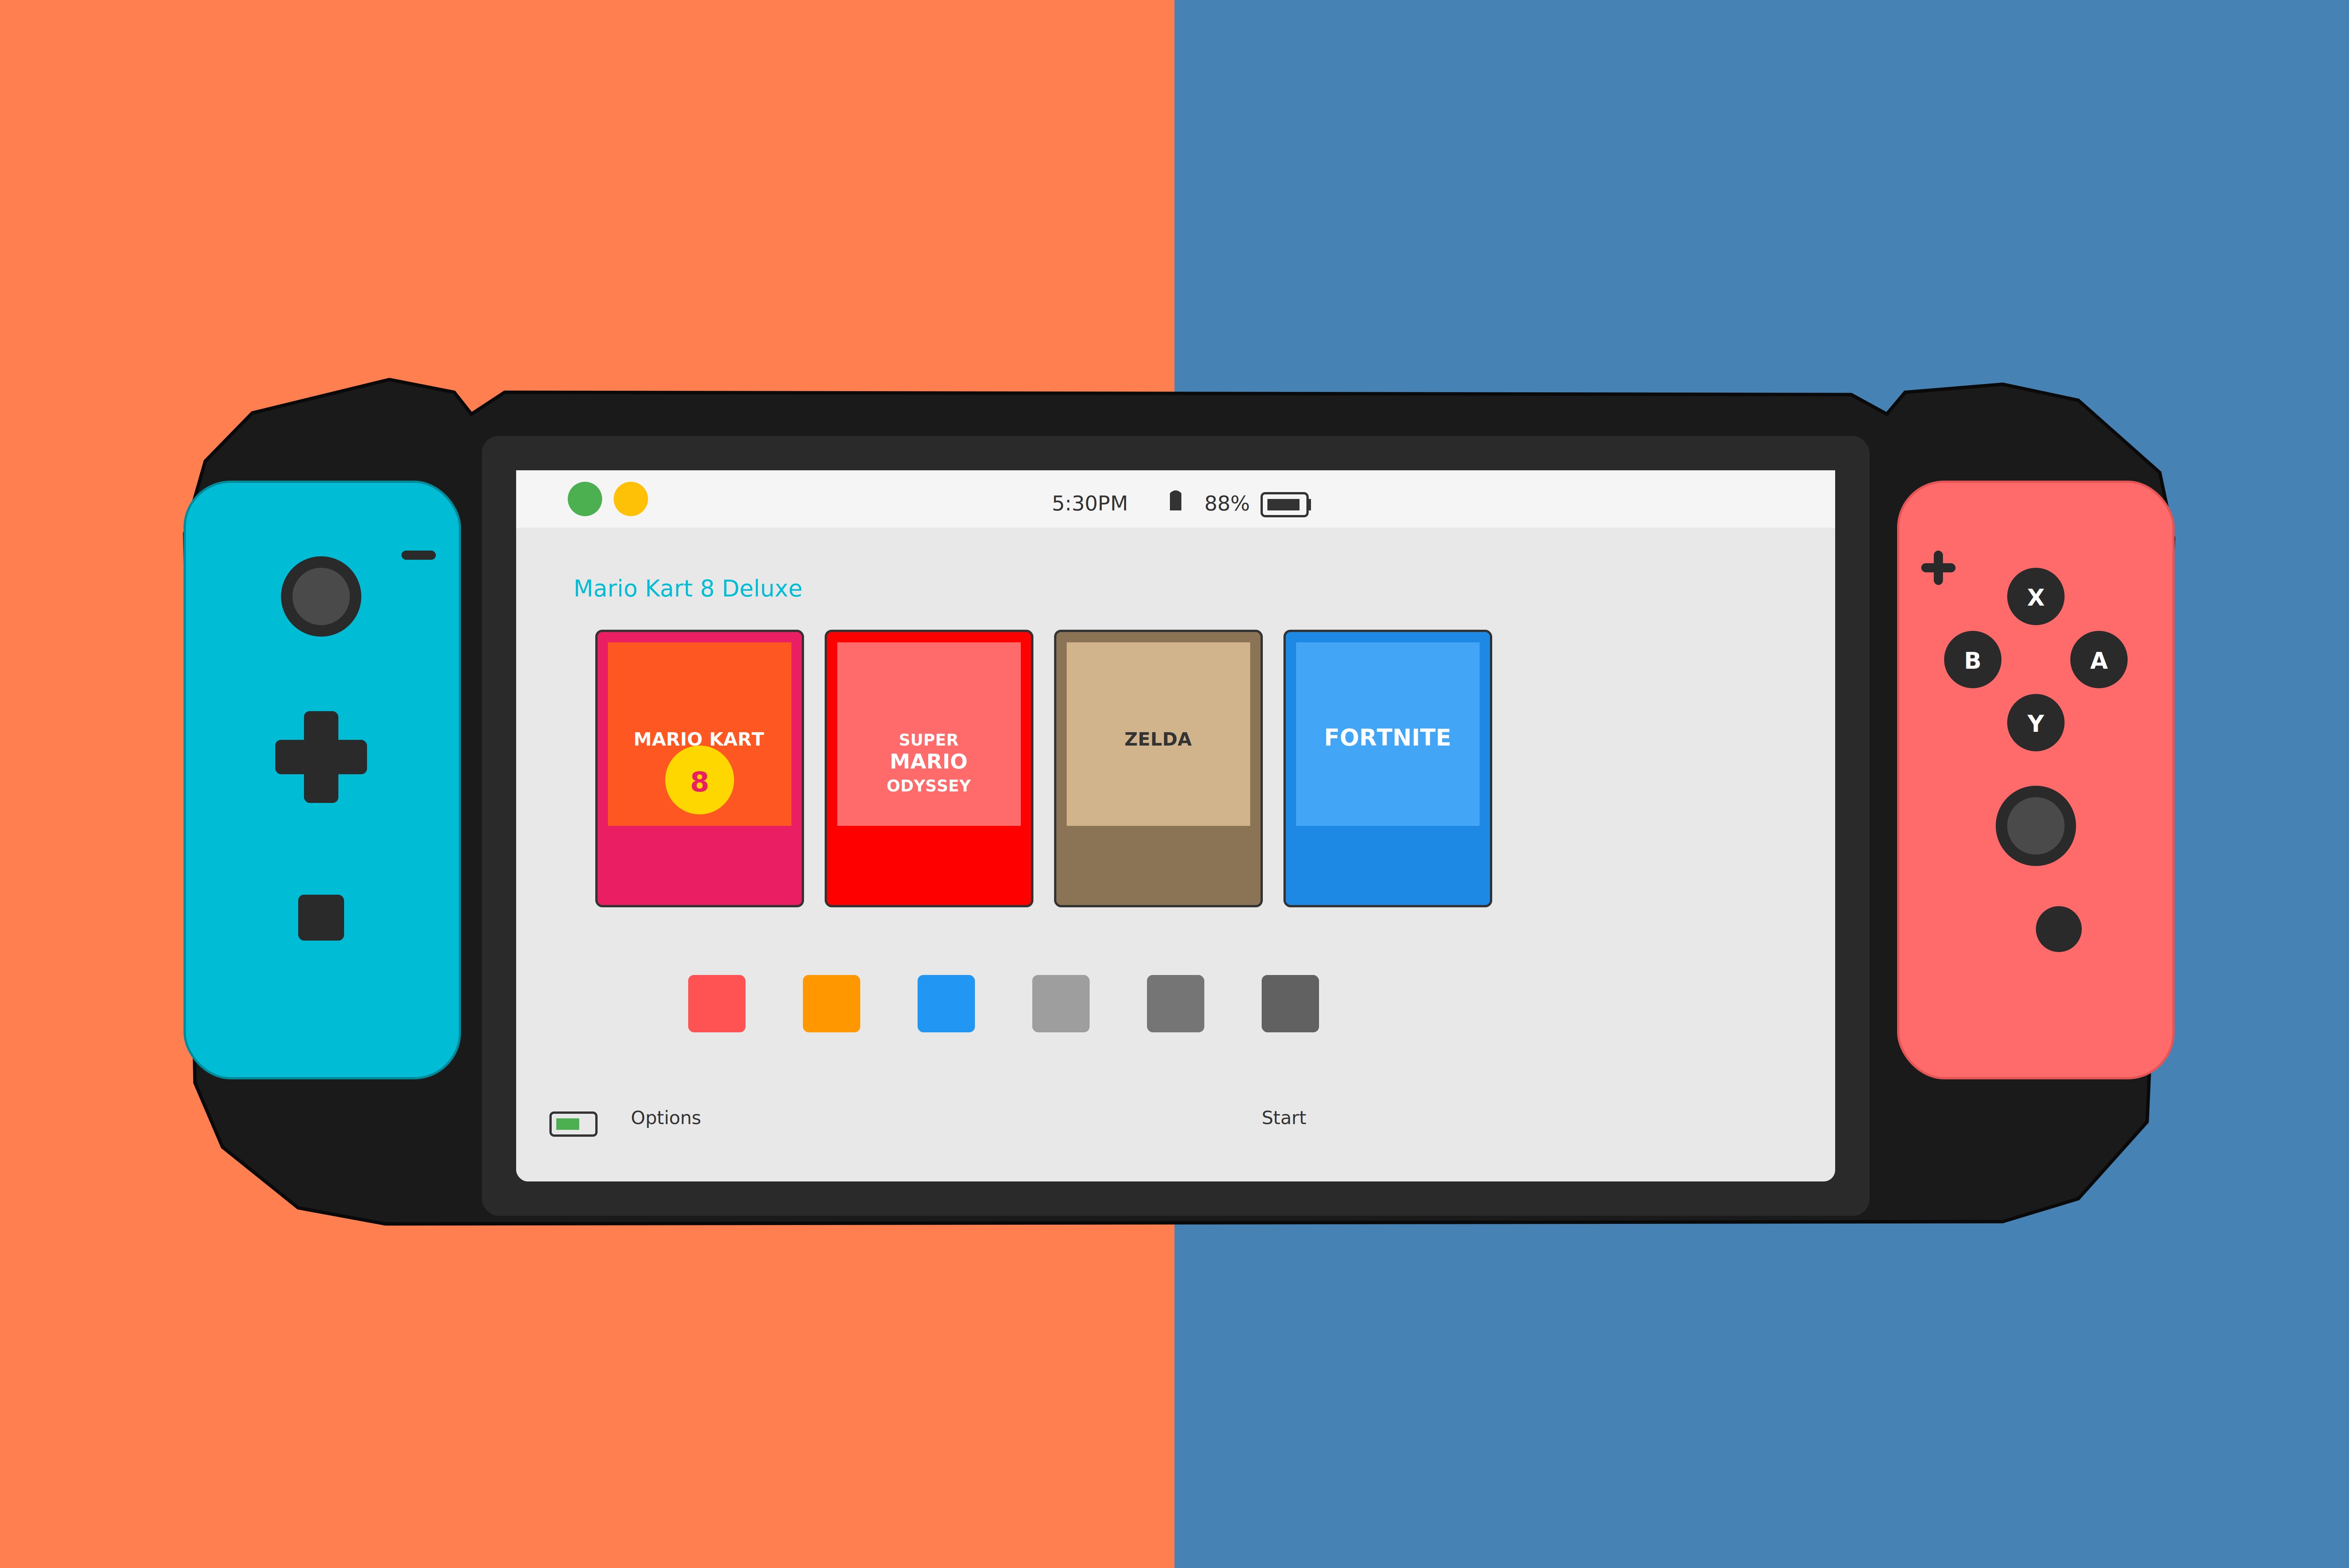 5:30PM 88%
Mario Kart 8 Deluxe
MARIO KART
8
SUPER
MARIO
ODYSSEY
ZELDA
FORTNITE
Options
Start
X
B
A
Y